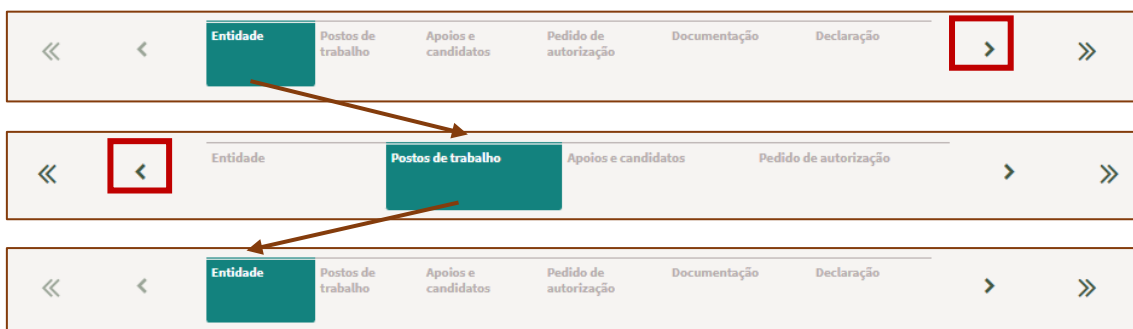 Entidade Postos de trabalho Apoios e candidatos Pedido de autorização Documentação Declaração
Entidade Postos de trabalho Apoios e candidatos Pedido de autorização
Entidade Postos de trabalho Apoios e candidatos Pedido de autorização Documentação Declaração